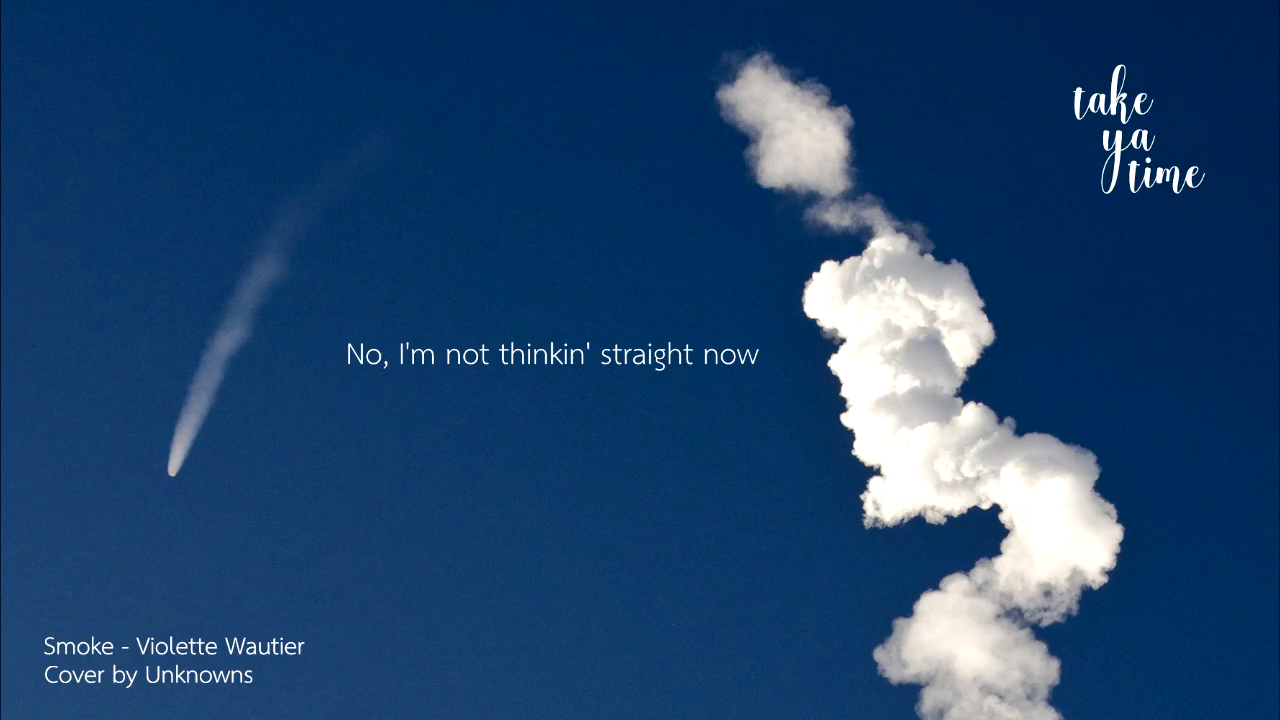 take
ya
time
No, I'm not thinkin' straight now
Smoke - Violette Wautier
Cover by Unknowns